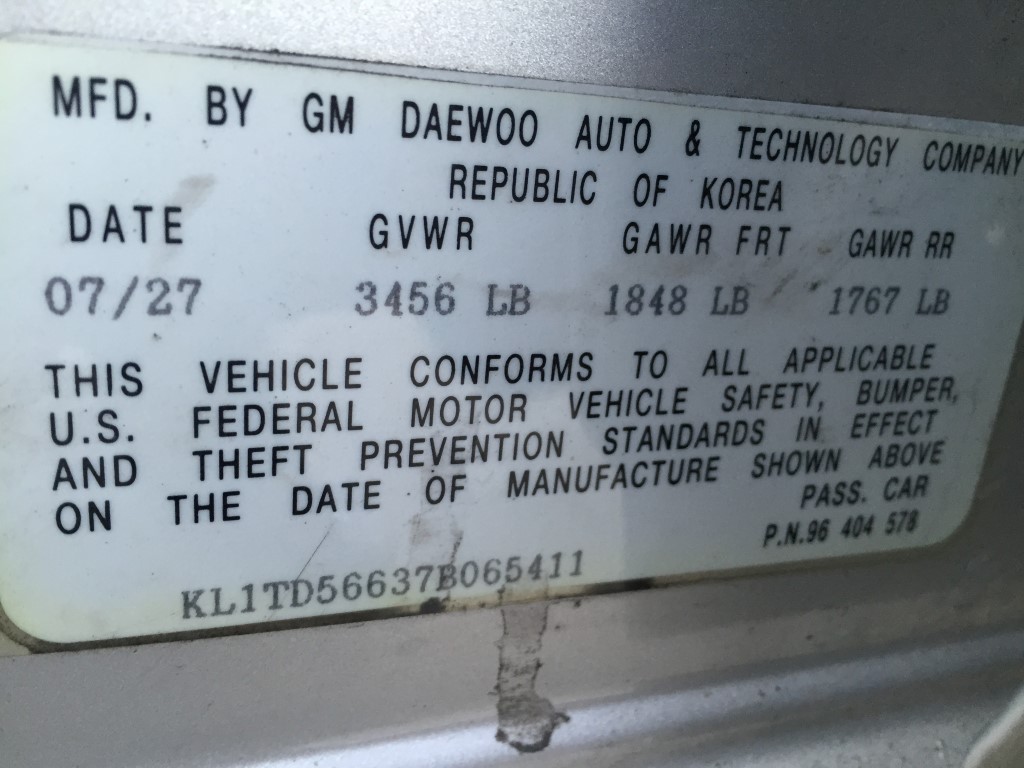 MFD. BY GM DAEWOO AUTO & TECHNOLOGY COMPANY
REPUBLIC OF KOREA
DATE GVWR GAWR FRT GAWR RR
07/27 3456 LB 1848 LB 1767 LB
THIS VEHICLE CONFORMS TO ALL APPLICABLE
U.S. FEDERAL MOTOR VEHICLE SAFETY, BUMPER,
AND THEFT PREVENTION STANDARDS IN EFFECT
ON THE DATE OF MANUFACTURE SHOWN ABOVE
PASS. CAR
P.N.96 404 578
KL1TD56637B065411